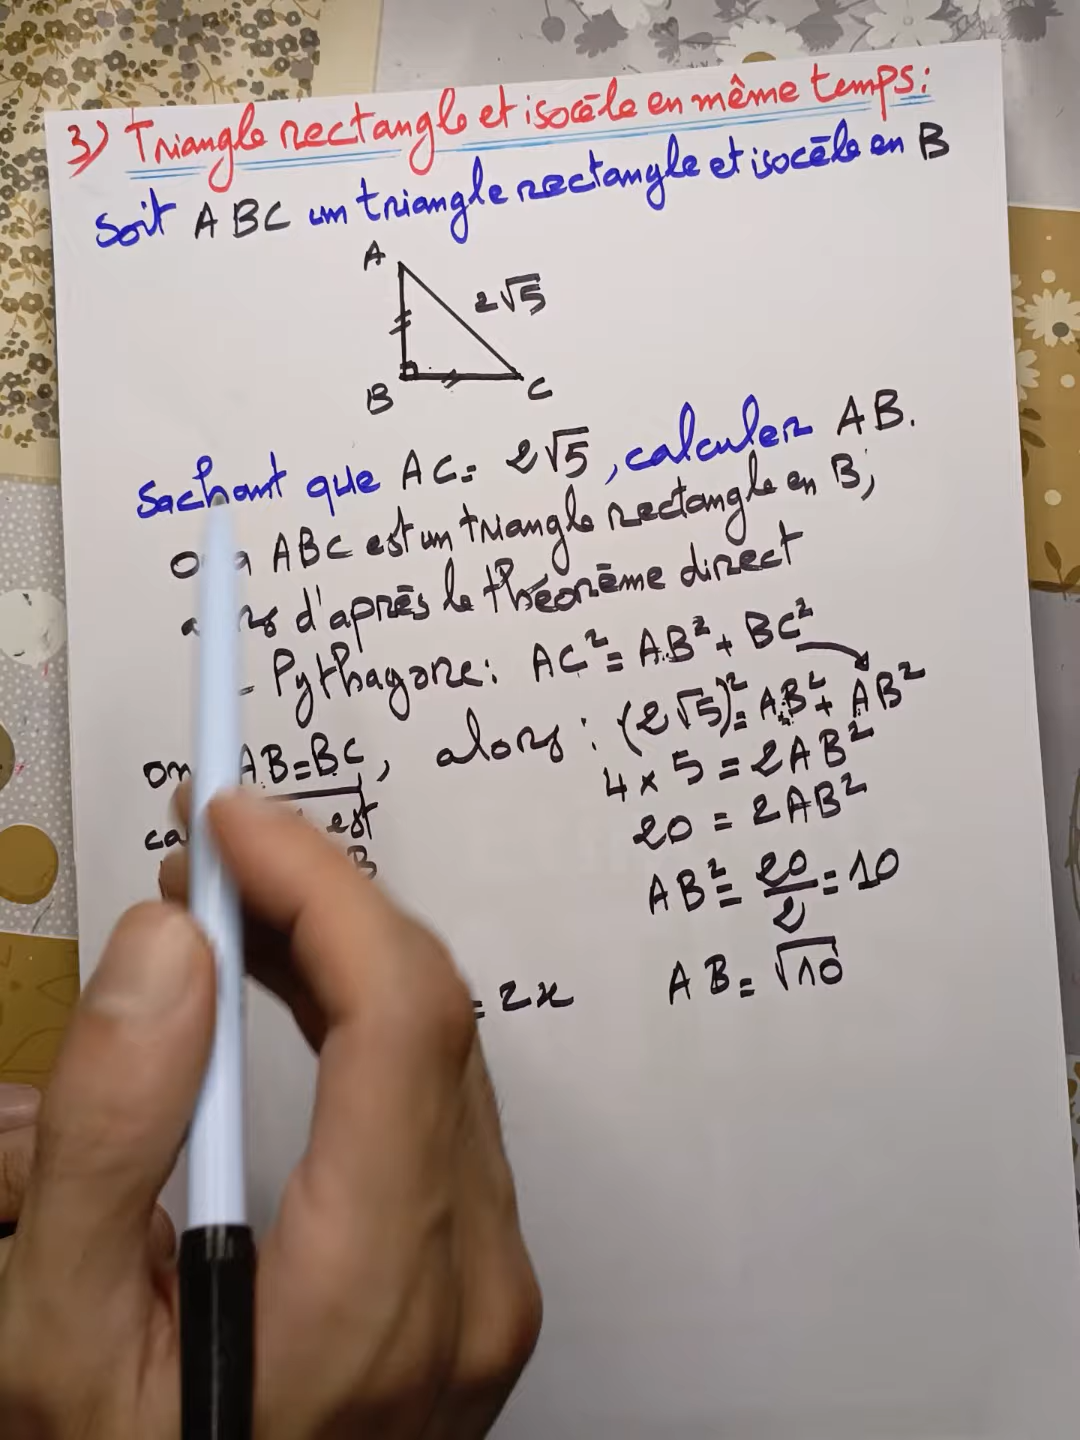 3) Triangle rectangle et isocèle en même temps:
Soit ABC un triangle rectangle et isocèle en B
A
2√5
B
C
Sachant que AC = 2√5, calculer AB.
ABC est un triangle rectangle en B,
d'après le théorème direct
Pythagore: AC² = AB² + BC²
AB = BC, alors: (2√5)² = AB² + AB²
4 × 5 = 2AB²
est
20 = 2AB²
B
AB² = 20/2 = 10
= 2x
AB = √10